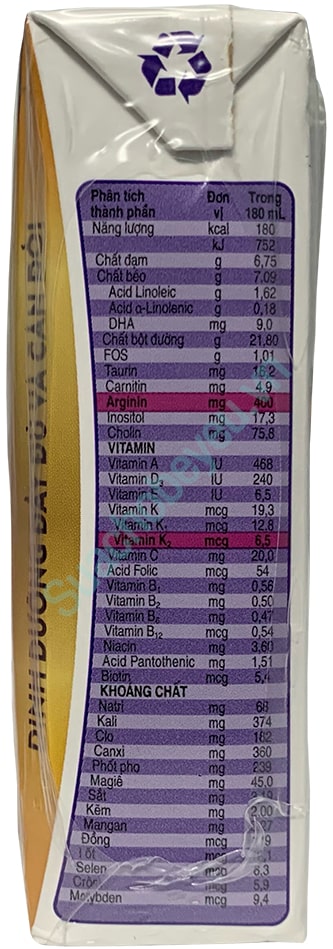 DINH DƯỠNG ĐẦY ĐỦ VÀ CÂN ĐỐI
Phân tích thành phần Đơn vị Trong 180 mL
Năng lượng kcal 180
kJ 752
Chất đạm g 6,75
Chất béo g 7,09
Acid Linoleic g 1,62
Acid α-Linolenic g 0,18
DHA mg 9,0
Chất bột đường g 21,80
FOS g 1,01
Taurin mg 16,2
Carnitin mg 4,9
Arginin mg 400
Inositol mg 17,3
Cholin mg 75,8
VITAMIN
Vitamin A IU 468
Vitamin D₃ IU 240
Vitamin E IU 6,5
Vitamin K mcg 19,3
Vitamin K₁ mcg 12,8
Vitamin K₂ mcg 6,5
Vitamin C mg 20,0
Acid Folic mcg 54
Vitamin B₁ mg 0,56
Vitamin B₂ mg 0,50
Vitamin B₆ mg 0,47
Vitamin B₁₂ mcg 0,54
Niacin mg 3,60
Acid Pantothenic mg 1,51
Biotin mcg 5,4
KHOÁNG CHẤT
Natri mg 68
Kali mg 374
Clo mg 162
Canxi mg 360
Phốt pho mg 239
Magiê mg 45,0
Sắt mg
Kẽm mg 2,00
Mangan mg
Đồng mcg
Iốt mcg
Selen mcg 6,3
Crôm mcg 5,9
Molybden mcg 9,4